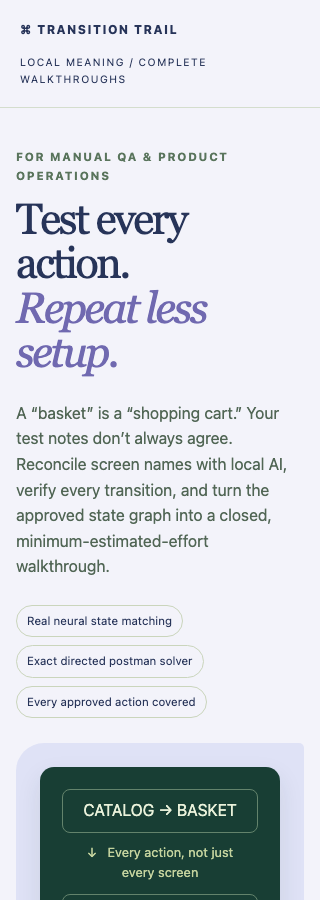 ⌘ TRANSITION TRAIL
LOCAL MEANING / COMPLETE
WALKTHROUGHS
FOR MANUAL QA & PRODUCT
OPERATIONS
Test every
action.
Repeat less
setup.
A “basket” is a “shopping cart.” Your
test notes don’t always agree.
Reconcile screen names with local AI,
verify every transition, and turn the
approved state graph into a closed,
minimum-estimated-effort
walkthrough.
Real neural state matching
Exact directed postman solver
Every approved action covered
CATALOG → BASKET
↓ Every action, not just
every screen